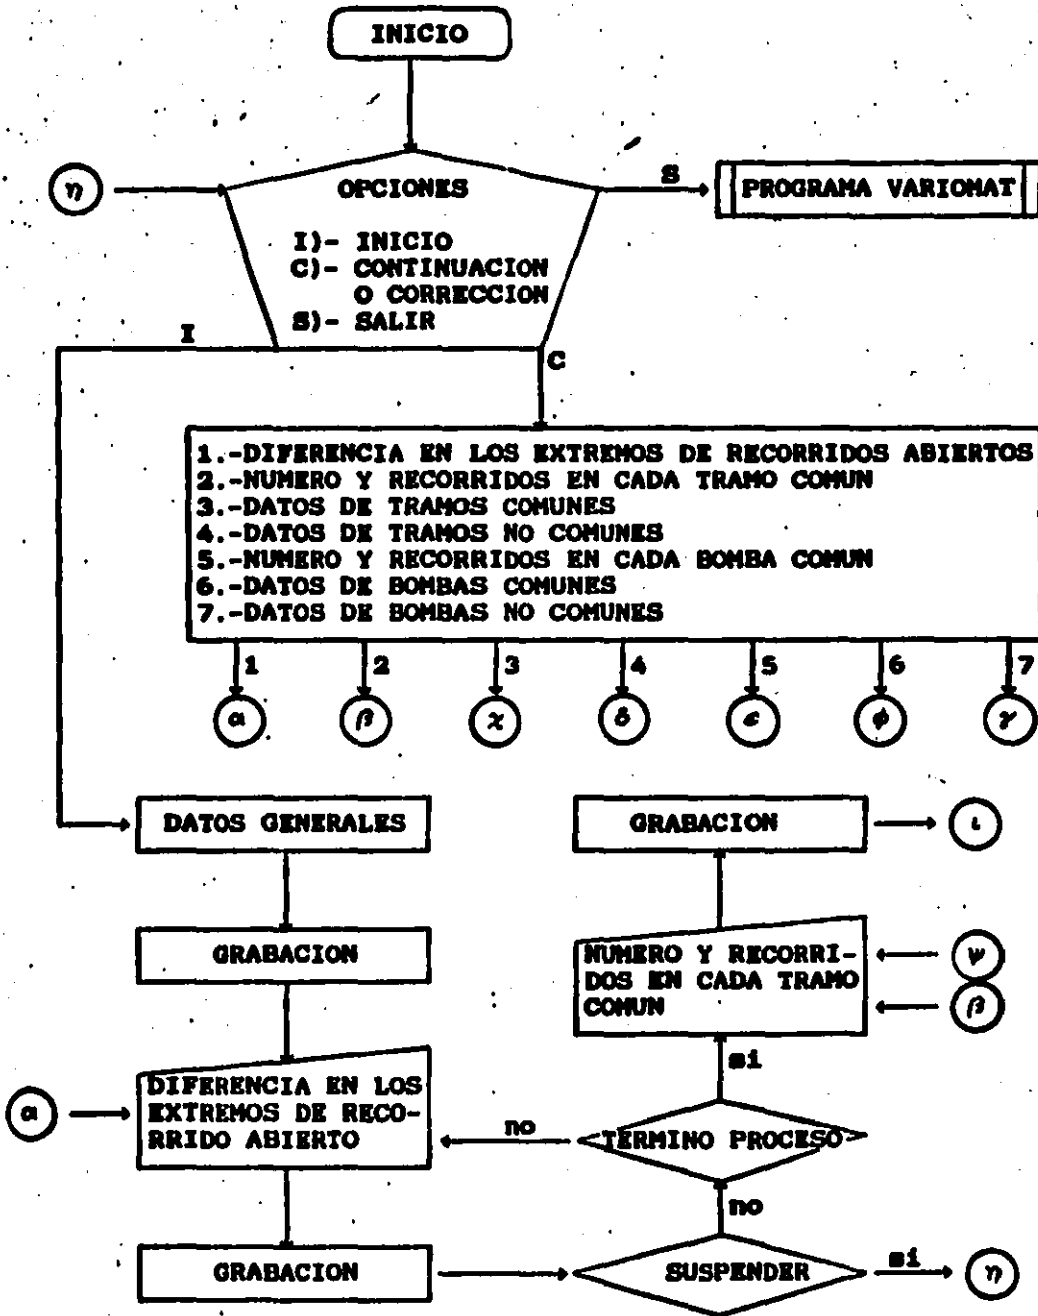 INICIO
η
OPCIONES
S
PROGRAMA VARIOMAT
I)- INICIO
C)- CONTINUACION
O CORRECCION
S)- SALIR
I
C
1.-DIFERENCIA EN LOS EXTREMOS DE RECORRIDOS ABIERTOS
2.-NUMERO Y RECORRIDOS EN CADA TRAMO COMUN
3.-DATOS DE TRAMOS COMUNES
4.-DATOS DE TRAMOS NO COMUNES
5.-NUMERO Y RECORRIDOS EN CADA BOMBA COMUN
6.-DATOS DE BOMBAS COMUNES
7.-DATOS DE BOMBAS NO COMUNES
1 2 3 4 5 6 7
α β χ δ ε φ γ
DATOS GENERALES
GRABACION
ι
GRABACION
NUMERO Y RECORRI-
DOS EN CADA TRAMO
COMUN
ψ
β
si
α
DIFERENCIA EN LOS
EXTREMOS DE RECO-
RRIDO ABIERTO
no
TERMINO PROCESO
no
GRABACION
SUSPENDER
si
η